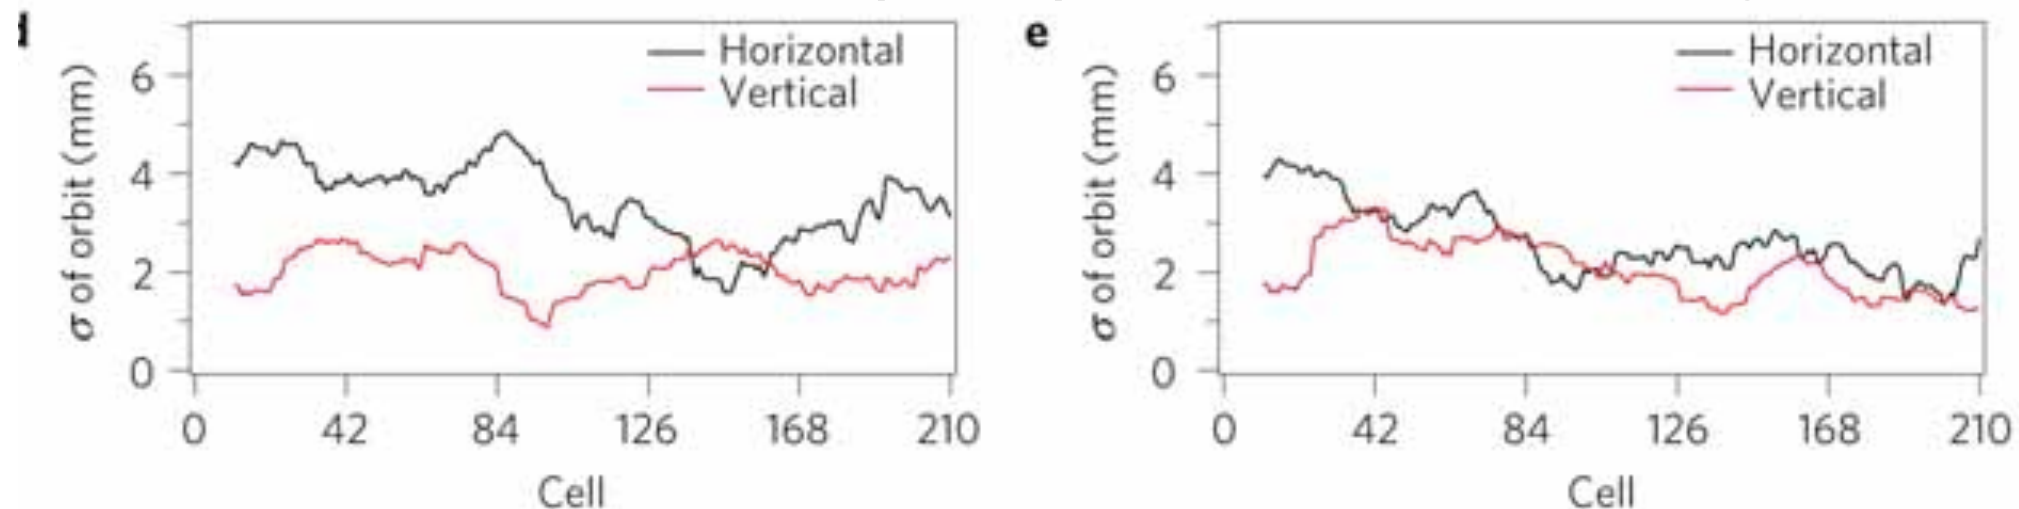 d
Horizontal
Vertical
σ of orbit (mm)
6
4
2
0
0 42 84 126 168 210
Cell
e
Horizontal
Vertical
σ of orbit (mm)
6
4
2
0
0 42 84 126 168 210
Cell